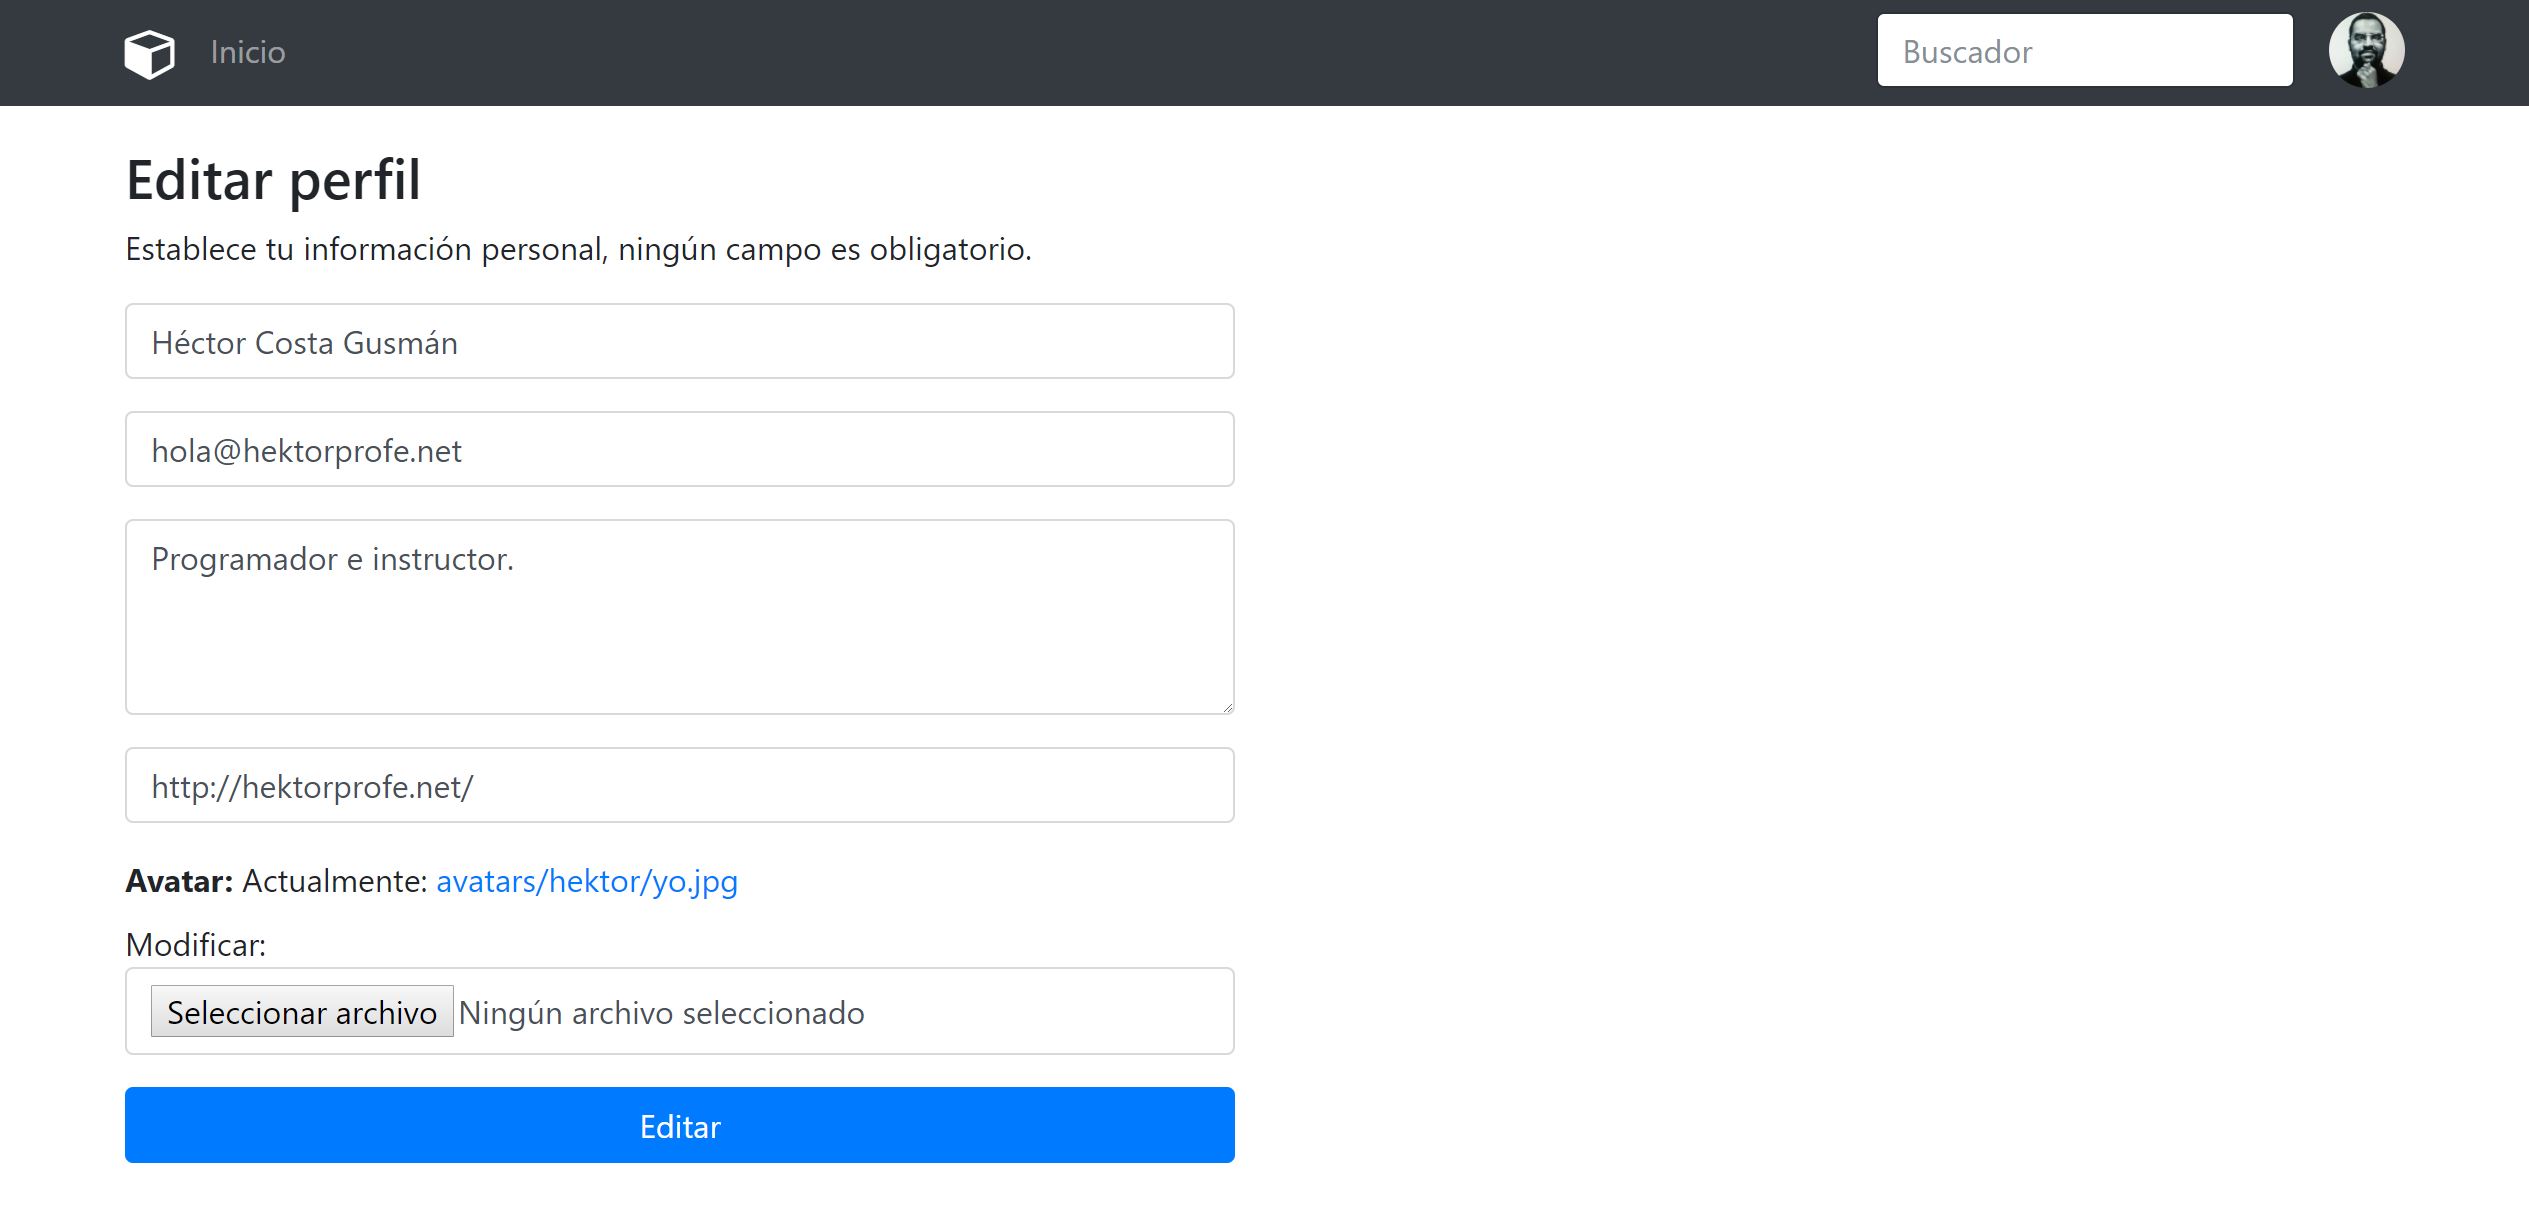 Inicio
Buscador
Editar perfil
Establece tu información personal, ningún campo es obligatorio.
Héctor Costa Gusmán
hola@hektorprofe.net
Programador e instructor.
http://hektorprofe.net/
Avatar: Actualmente: avatars/hektor/yo.jpg
Modificar:
Seleccionar archivo Ningún archivo seleccionado
Editar